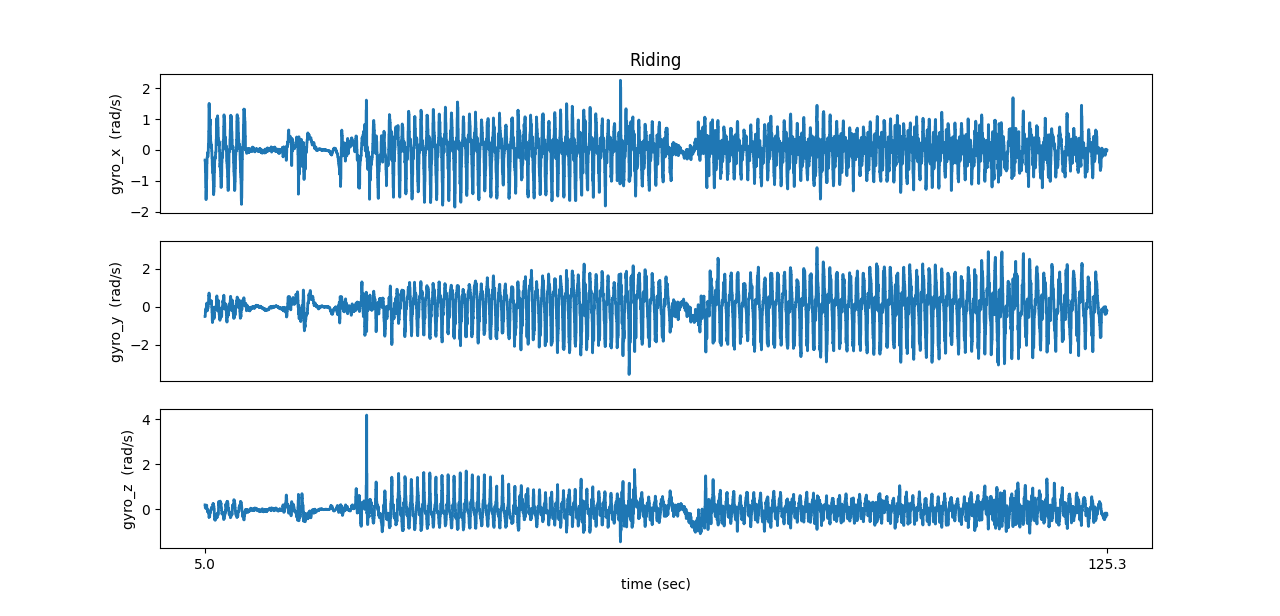 Riding
gyro_x (rad/s)
2
1
0
−1
−2
gyro_y (rad/s)
2
0
−2
gyro_z (rad/s)
4
2
0
5.0
125.3
time (sec)